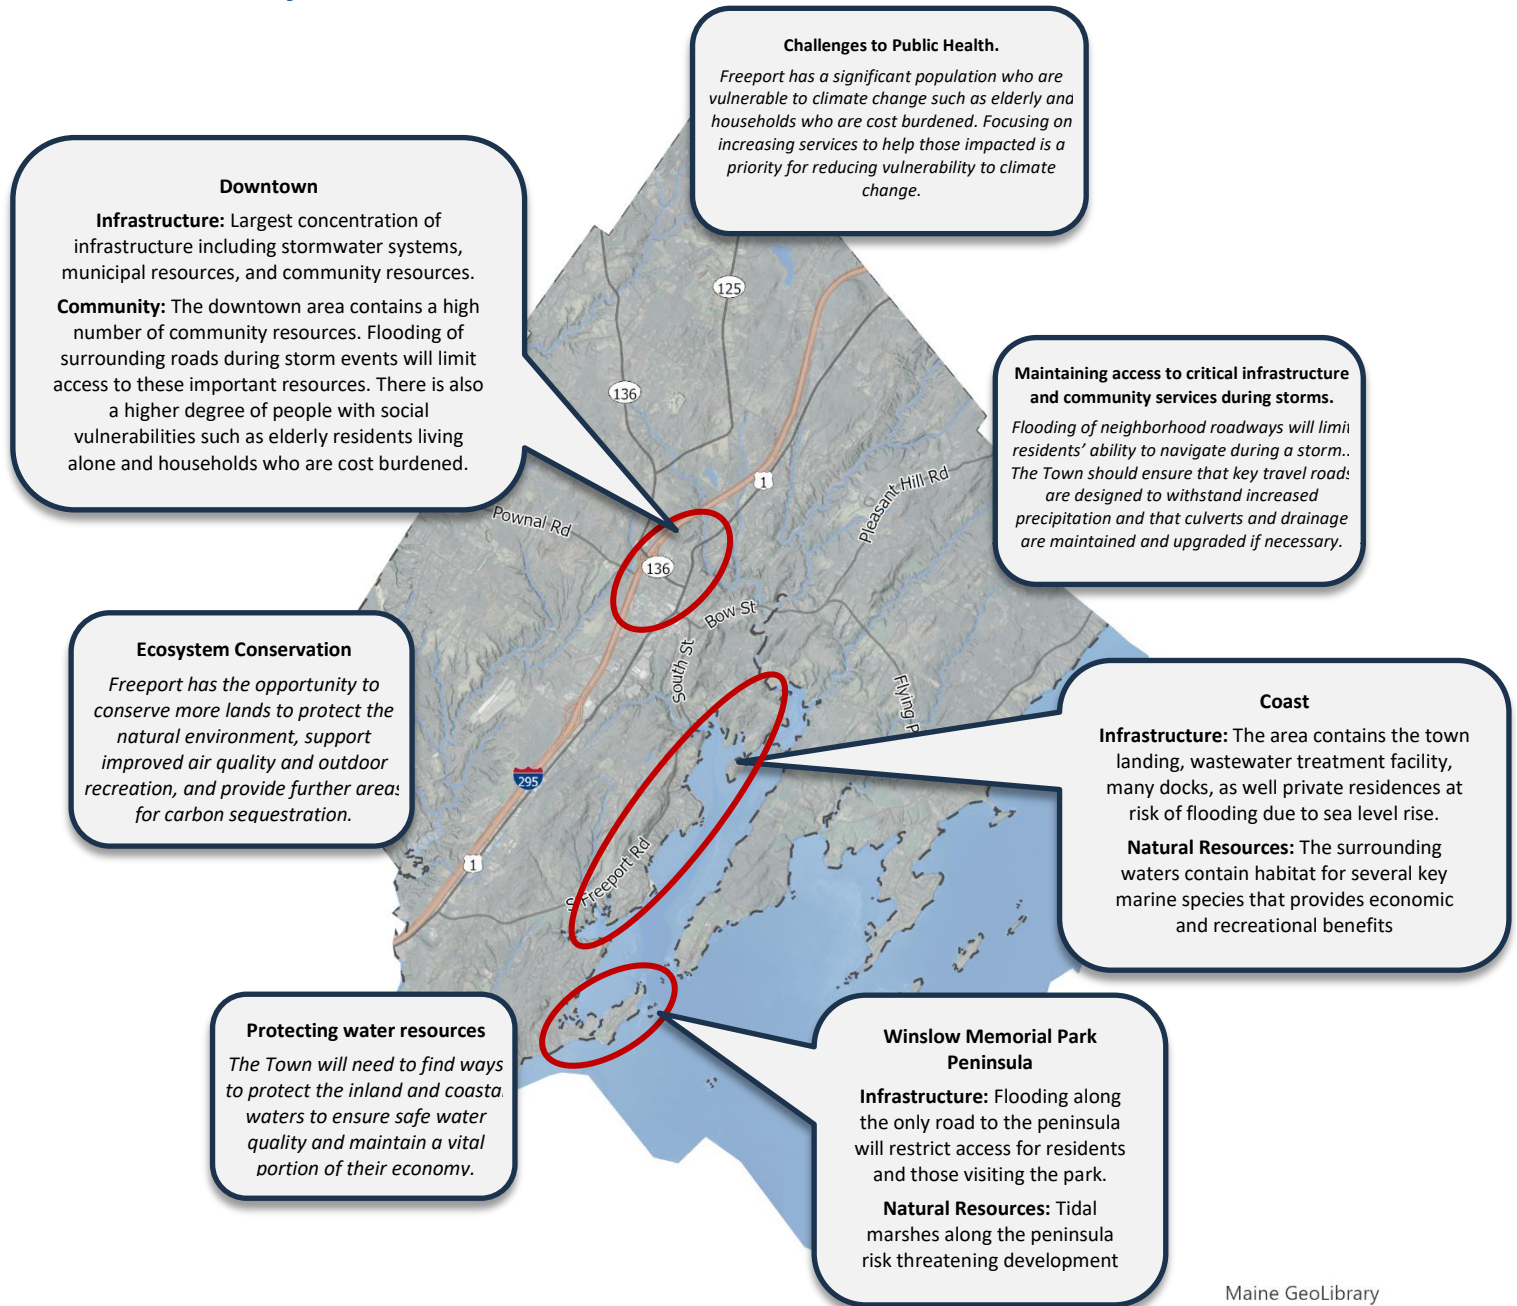 Challenges to Public Health.
Freeport has a significant population who are
vulnerable to climate change such as elderly and
households who are cost burdened. Focusing on
increasing services to help those impacted is a
priority for reducing vulnerability to climate
change.
Downtown
Infrastructure: Largest concentration of
infrastructure including stormwater systems,
municipal resources, and community resources.
Community: The downtown area contains a high
number of community resources. Flooding of
surrounding roads during storm events will limit
access to these important resources. There is also
a higher degree of people with social
vulnerabilities such as elderly residents living
alone and households who are cost burdened.
125
136
Maintaining access to critical infrastructure
and community services during storms.
Flooding of neighborhood roadways will limit
residents’ ability to navigate during a storm..
The Town should ensure that key travel roads
are designed to withstand increased
precipitation and that culverts and drainage
are maintained and upgraded if necessary.
1
Pleasant Hill Rd
Pownal Rd
136
Bow St
South St
Flying P
Ecosystem Conservation
Freeport has the opportunity to
conserve more lands to protect the
natural environment, support
improved air quality and outdoor
recreation, and provide further areas
for carbon sequestration.
295
1
S Freeport Rd
Coast
Infrastructure: The area contains the town
landing, wastewater treatment facility,
many docks, as well private residences at
risk of flooding due to sea level rise.
Natural Resources: The surrounding
waters contain habitat for several key
marine species that provides economic
and recreational benefits
Protecting water resources
The Town will need to find ways
to protect the inland and coasta
waters to ensure safe water
quality and maintain a vital
portion of their economy.
Winslow Memorial Park
Peninsula
Infrastructure: Flooding along
the only road to the peninsula
will restrict access for residents
and those visiting the park.
Natural Resources: Tidal
marshes along the peninsula
risk threatening development
Maine GeoLibrary